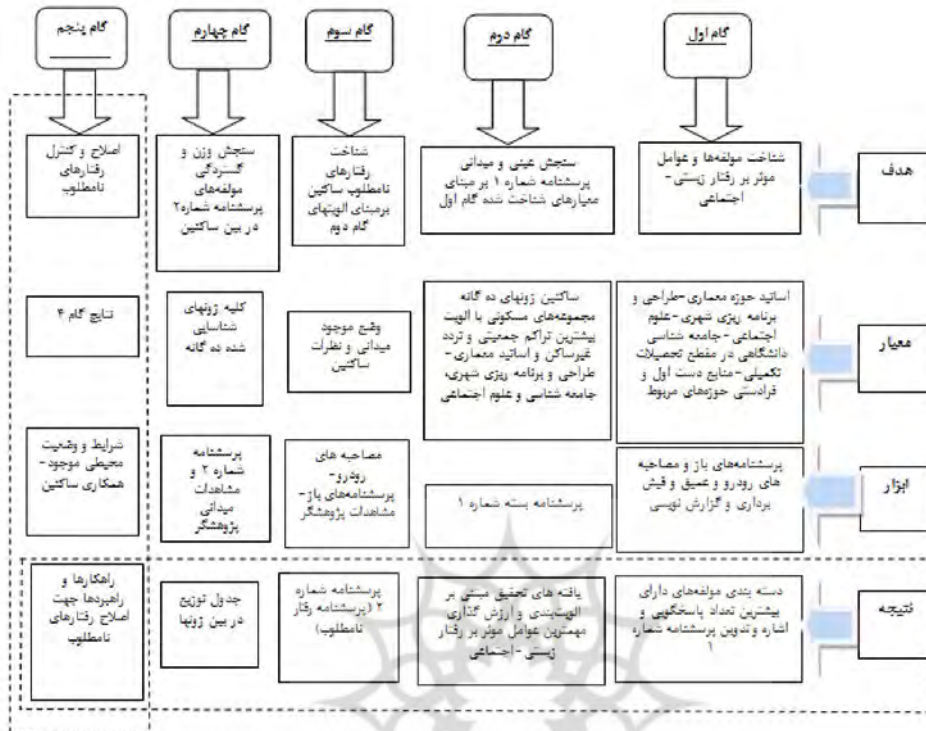 گام اول
گام دوم
گام سوم
گام چهارم
گام پنجم
هدف
شناخت مولفه‌ها و عوامل
موثر بر رفتار زیستی-
اجتماعی
سنجش عینی و میدانی
پرسشنامه شماره ۱ بر مبنای
معیارهای شناخت شده گام اول
شناخت
رفتارهای
نامطلوب ساکنین
برمبنای الویتهای
گام دوم
سنجش وزن و
گستردگی
مولفه‌های
پرسشنامه شماره۲
در بین ساکنین
اصلاح و کنترل
رفتارهای
نامطلوب
معیار
اساتید حوزه معماری-طراحی و
برنامه ریزی شهری-علوم
اجتماعی-جامعه شناسی
دانشگاهی در مقطع تحصیلات
تکمیلی-منابع دست اول و
فرادستی حوزه‌های مربوط
ساکنین زونهای ده گانه
مجموعه‌های مسکونی با الویت
بیشترین تراکم جمعیتی و تردد
غیرساکن و اساتید معماری-
طراحی و برنامه ریزی شهری،
جامعه شناسی و علوم اجتماعی
وضع موجود
میدانی و نظرات
ساکنین
کلیه زونهای
شناسایی
شده ده گانه
نتایج گام ۴
ابزار
پرسشنامه‌های باز و مصاحبه
های رودرو و عمیق و فیش
برداری و گزارش نویسی
پرسشنامه بسته شماره ۱
مصاحبه های
رودرو-
پرسشنامه‌های باز-
مشاهدات پژوهشگر
پرسشنامه
شماره ۲ و
مشاهدات
میدانی
پژوهشگر
شرایط و وضعیت
محیطی موجود-
همکاری ساکنین
نتیجه
دسته بندی مولفه‌های دارای
بیشترین تعداد پاسخگویی و
اشاره و تدوین پرسشنامه شماره
۱
یافته های تحقیق مبتنی بر
الویت‌بندی و ارزش گذاری
مهمترین عوامل موثر بر رفتار
زیستی-اجتماعی
پرسشنامه شماره
۲ (پرسشنامه رفتار
نامطلوب)
جدول توزیع
در بین زونها
راهکارها و
راهبردها جهت
اصلاح رفتارهای
نامطلوب